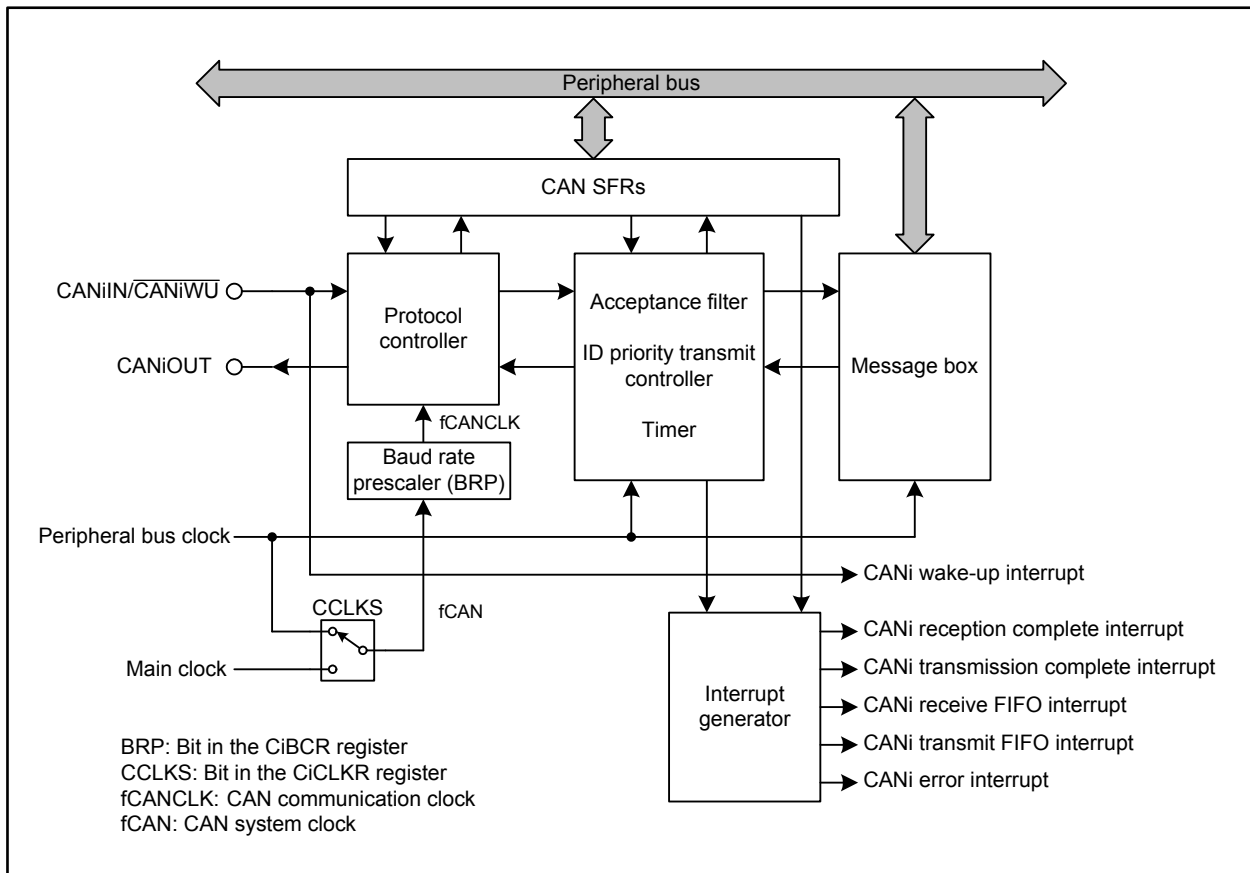 Peripheral bus
CAN SFRs
CANiIN/CANiWU
CANiOUT
Protocol
controller
Acceptance filter
ID priority transmit
controller
Timer
Message box
fCANCLK
Baud rate
prescaler (BRP)
Peripheral bus clock
CANi wake-up interrupt
CCLKS
fCAN
Main clock
Interrupt
generator
CANi reception complete interrupt
CANi transmission complete interrupt
CANi receive FIFO interrupt
CANi transmit FIFO interrupt
CANi error interrupt
BRP: Bit in the CiBCR register
CCLKS: Bit in the CiCLKR register
fCANCLK: CAN communication clock
fCAN: CAN system clock